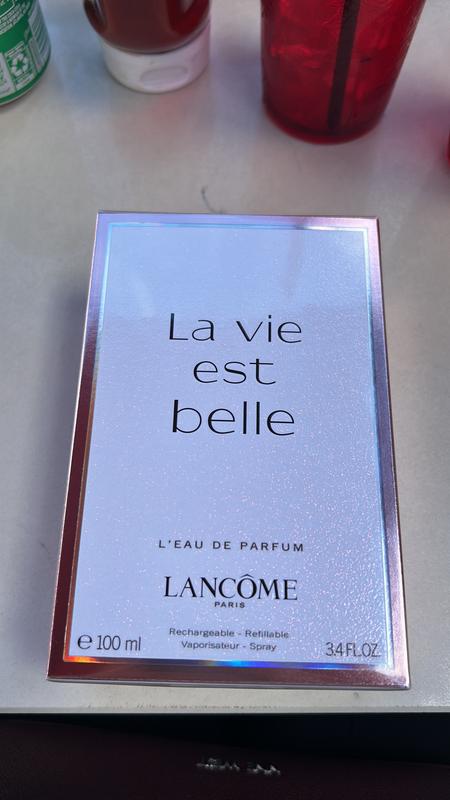 La vie
est
belle
L'EAU DE PARFUM
LANCÔME
PARIS
Rechargeable - Refillable
Vaporisateur - Spray
℮ 100 ml
3.4 FL.OZ.